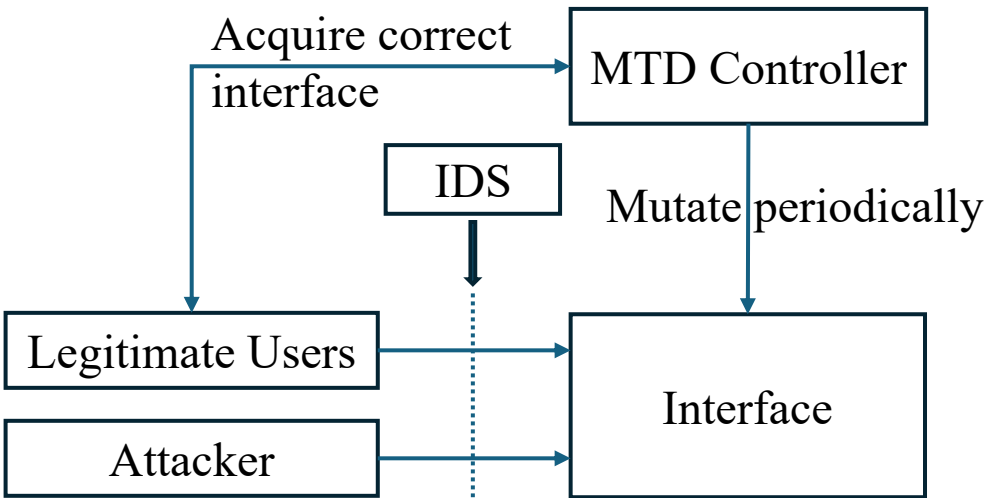 Acquire correct
interface
MTD Controller
IDS
Mutate periodically
Legitimate Users
Interface
Attacker